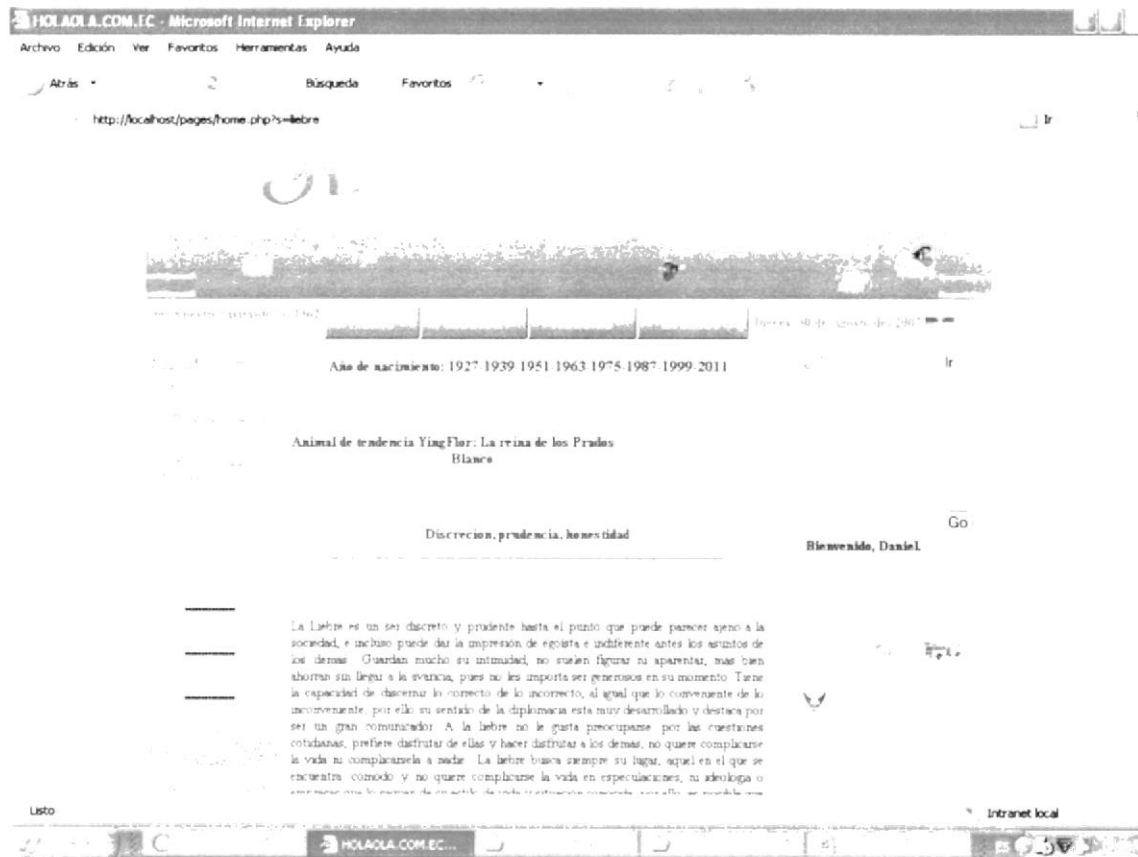 HOLAOLA.COM.EC - Microsoft Internet Explorer
Archivo Edición Ver Favoritos Herramientas Ayuda
Atrás Búsqueda Favoritos
http://localhost/pages/home.php?s=liebre Ir
Jueves, 30 de agosto del 2007
Año de nacimiento: 1927-1939-1951-1963-1975-1987-1999-2011 Ir
Animal de tendencia YingFlor: La reina de los Prados
Blanco
Go
Discrecion, prudencia, honestidad
Bienvenido, Daniel.
La Liebre es un ser discreto y prudente hasta el punto que puede parecer ajeno a la
sociedad, e incluso puede dar la impresión de egoista e indiferente antes los asuntos de
los demas. Guardan mucho su intimidad, no suelen figurar ni aparentar, mas bien
ahorran sin llegar a la avaricia, pues no les importa ser generosos en su momento. Tiene
la capacidad de discernir lo correcto de lo incorrecto, al igual que lo conveniente de lo
inconveniente, por ello su sentido de la diplomacia esta muy desarrollado y destaca por
ser un gran comunicador. A la liebre no le gusta preocuparse por las cuestiones
cotidianas, prefiere disfrutar de ellas y hacer disfrutar a los demas, no quiere complicarse
la vida ni complicarsela a nadie. La liebre busca siempre su lugar, aquel en el que se
encuentra comodo y no quiere complicarse la vida en especulaciones, ni ideologia o
Listo Intranet local
HOLAOLA.COM.EC... ES